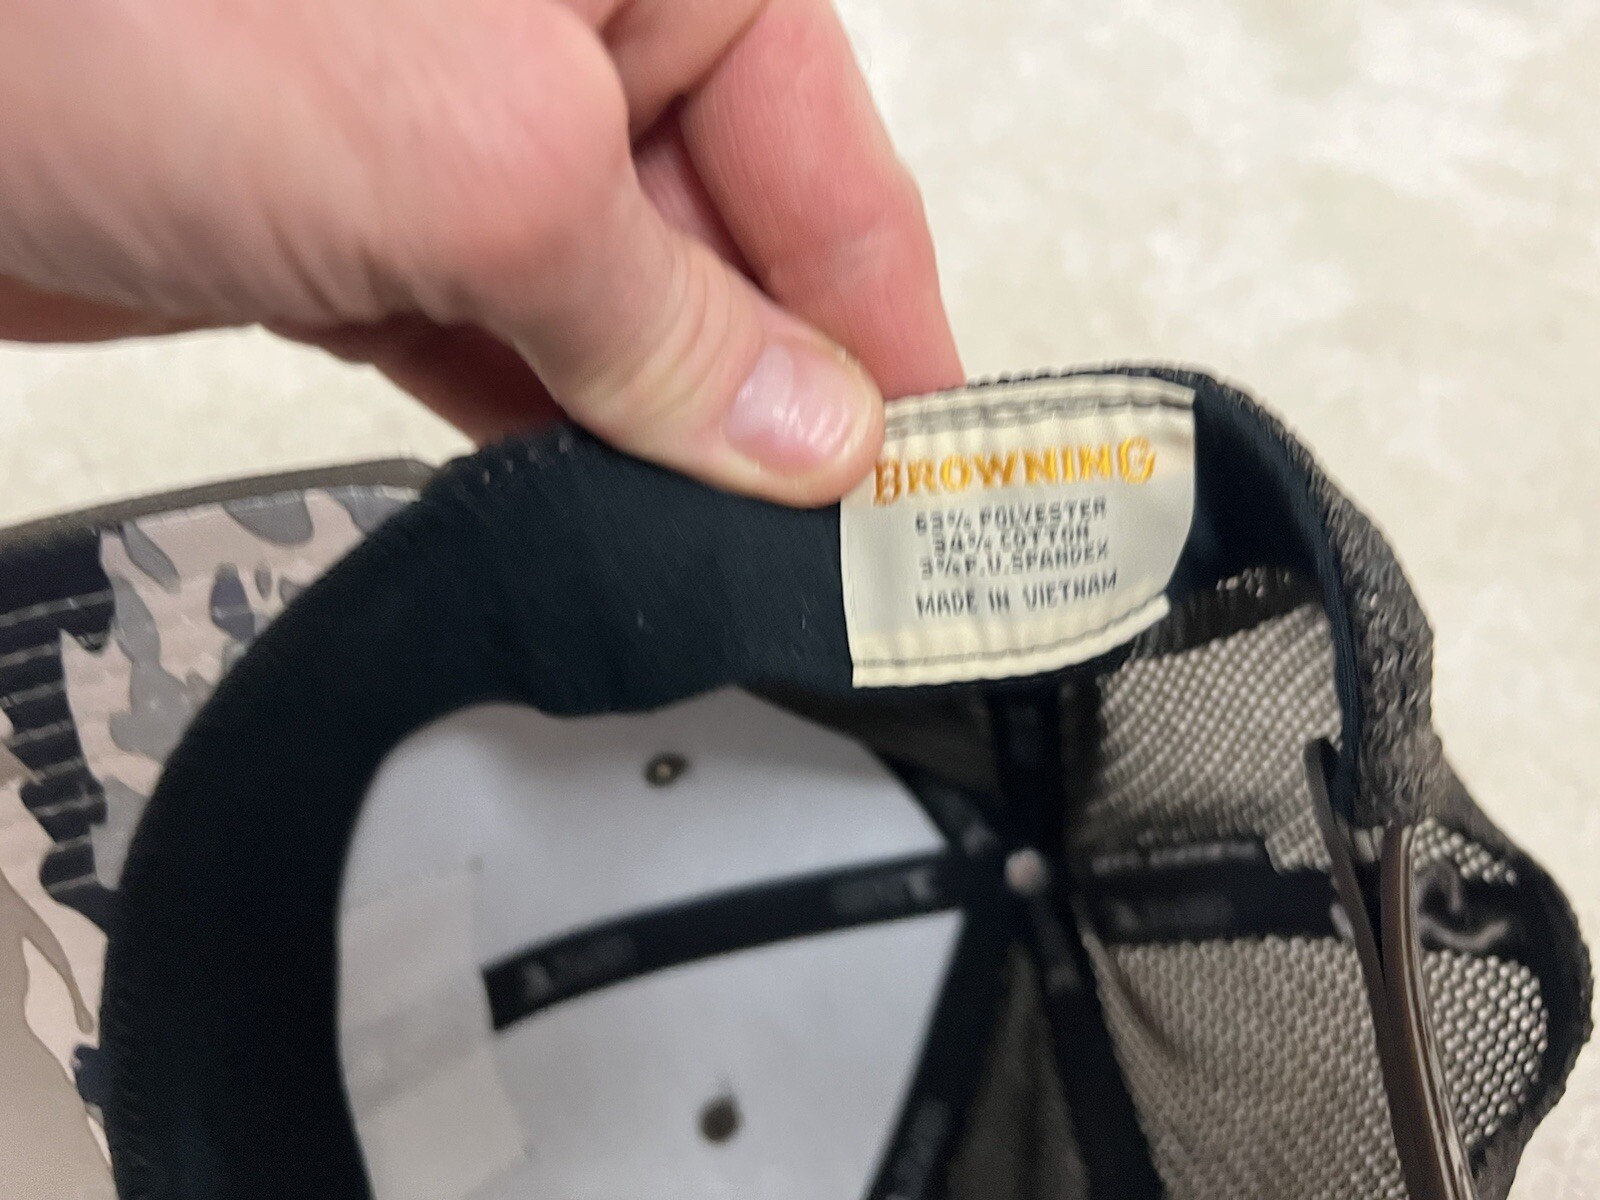 BROWNING
63% POLYESTER
34% COTTON
3% P.U.SPANDEX
MADE IN VIETNAM